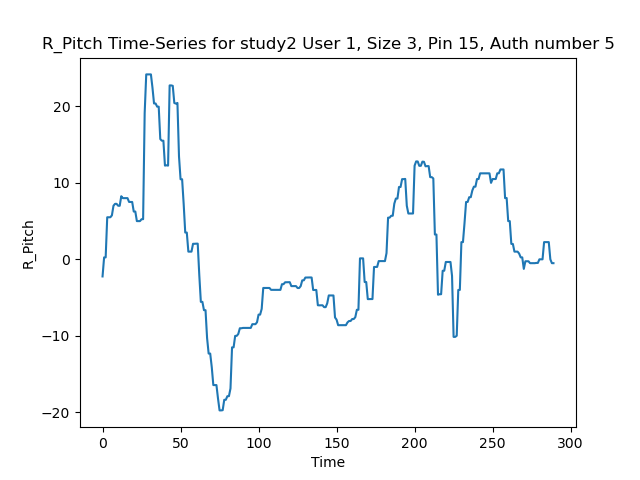 R_Pitch Time-Series for study2 User 1, Size 3, Pin 15, Auth number 5
R_Pitch
20
10
0
−10
−20
0 50 100 150 200 250 300
Time